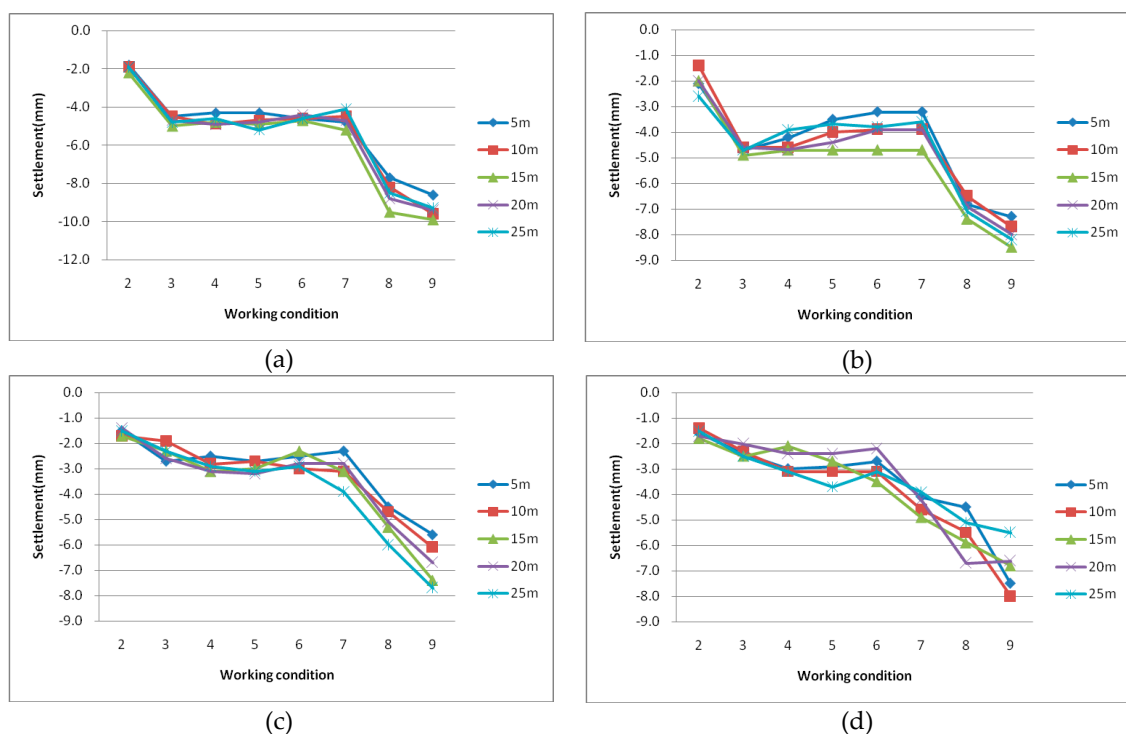 0.0
-2.0
-4.0
-6.0
-8.0
-10.0
-12.0
Settlement(mm)
2 3 4 5 6 7 8 9
Working condition
5m
10m
15m
20m
25m
(a)
0.0
-1.0
-2.0
-3.0
-4.0
-5.0
-6.0
-7.0
-8.0
-9.0
Settlement(mm)
2 3 4 5 6 7 8 9
Working condition
5m
10m
15m
20m
25m
(b)
0.0
-1.0
-2.0
-3.0
-4.0
-5.0
-6.0
-7.0
-8.0
-9.0
Settlement(mm)
2 3 4 5 6 7 8 9
Working condition
5m
10m
15m
20m
25m
(c)
0.0
-1.0
-2.0
-3.0
-4.0
-5.0
-6.0
-7.0
-8.0
-9.0
Settlement(mm)
2 3 4 5 6 7 8 9
Working condition
5m
10m
15m
20m
25m
(d)